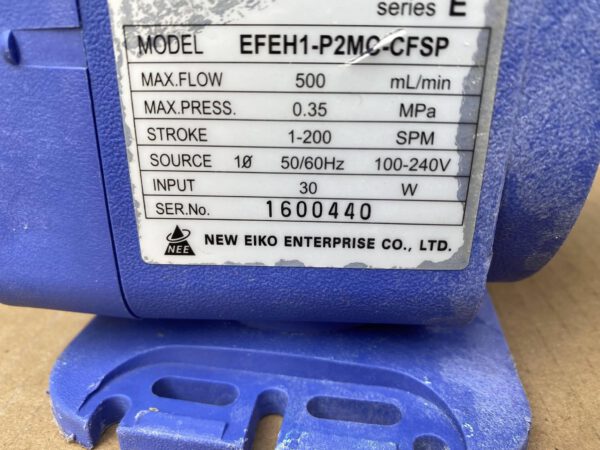 series E
MODEL EFEH1-P2MC-CFSP
MAX.FLOW 500 mL/min
MAX.PRESS. 0.35 MPa
STROKE 1-200 SPM
SOURCE 1Ø 50/60Hz 100-240V
INPUT 30 W
SER.No. 1600440
NEE NEW EIKO ENTERPRISE CO., LTD.